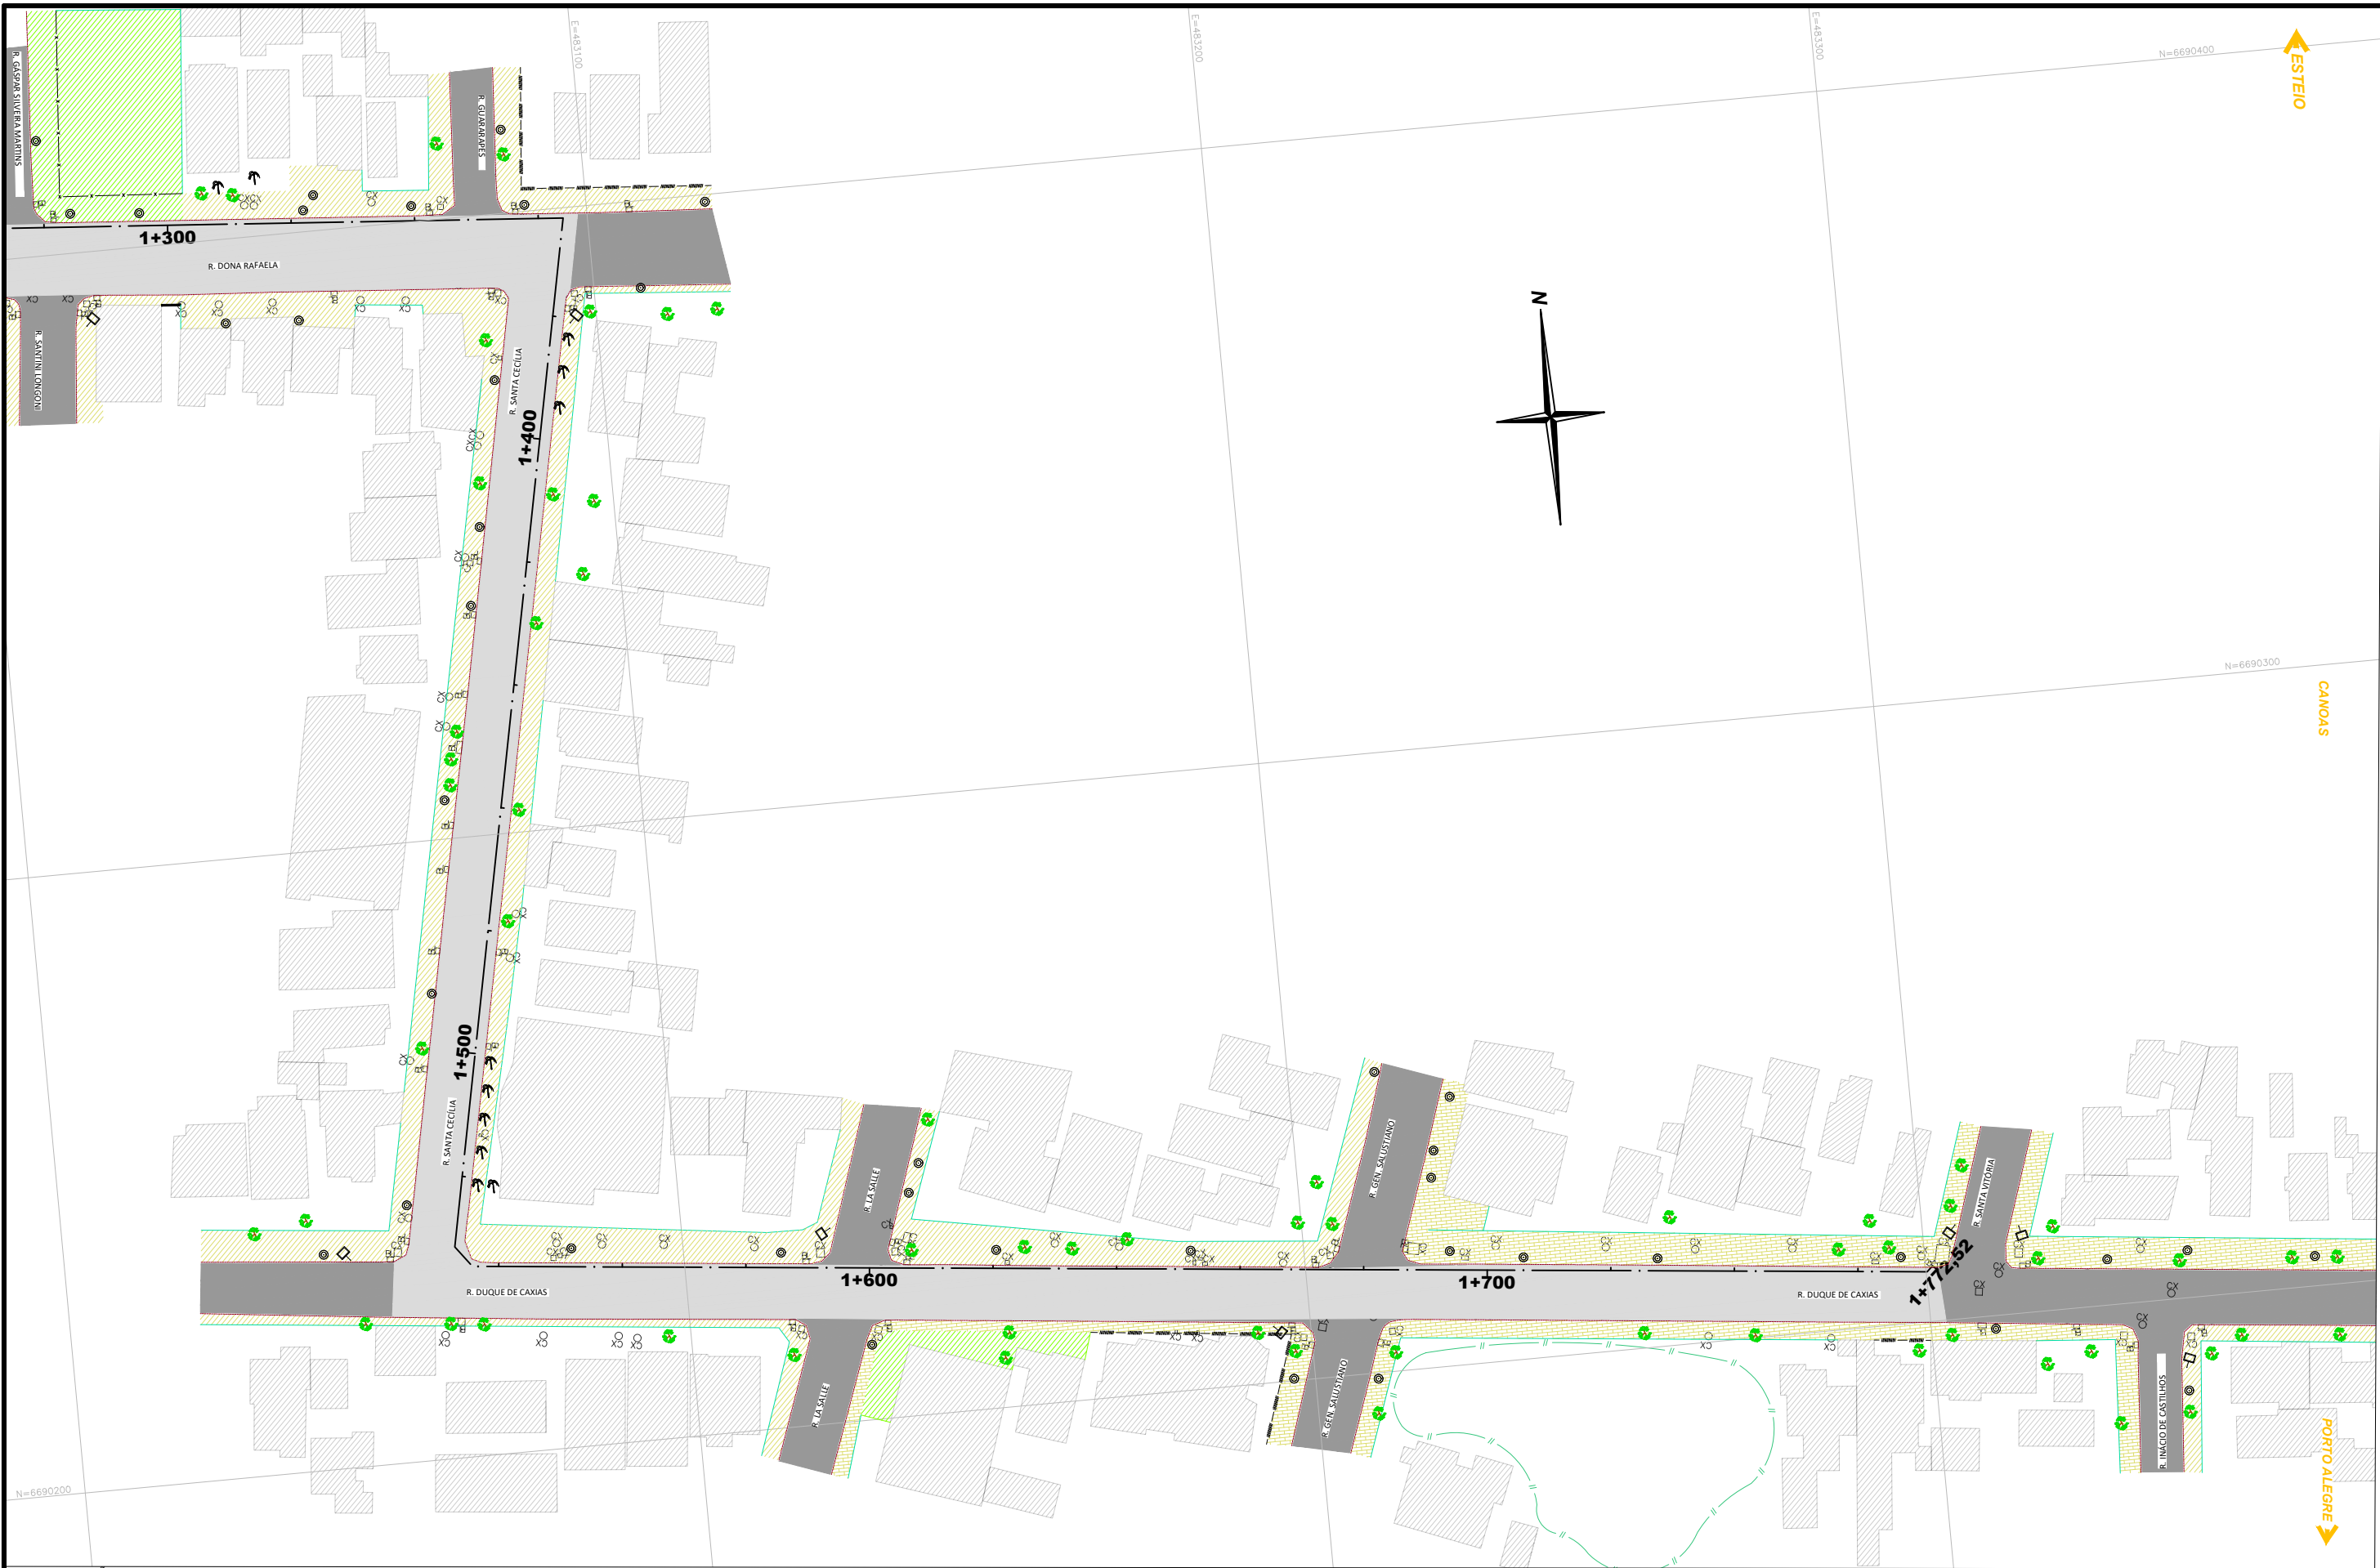 E=483100
E=483200
E=483300
N=6690400
ESTEIO
R. GÁSPAR SILVEIRA MARTINS
R. GUARARAPES
1+300
R. DONA RAFAELA
N
R. SANTINI LONGONI
R. SANTA CECÍLIA
1+400
N=6690300
CANOAS
1+500
R. SANTA CECÍLIA
R. LA SALLE
R. GEN. SALUSTIANO
R. SANTA VITÓRIA
1+600
1+700
1+772,52
R. DUQUE DE CAXIAS
R. DUQUE DE CAXIAS
R. LA SALLE
R. GEN. SALUSTIANO
R. INÁCIO DE CASTILHOS
PORTO ALEGRE
N=6690200